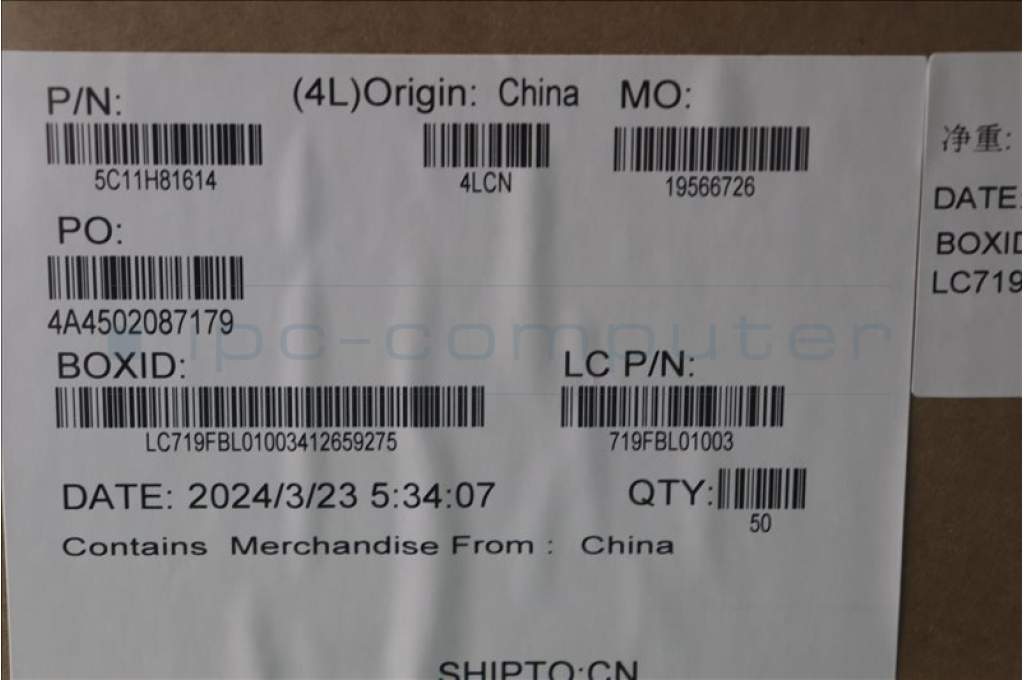 P/N: (4L)Origin: China MO:
5C11H81614 4LCN 19566726
PO:
4A4502087179
ipc-computer
BOXID: LC P/N:
LC719FBL01003412659275 719FBL01003
DATE: 2024/3/23 5:34:07 QTY:
50
Contains Merchandise From : China
SHIPTO:CN
净重:
DATE:
BOXID
LC719